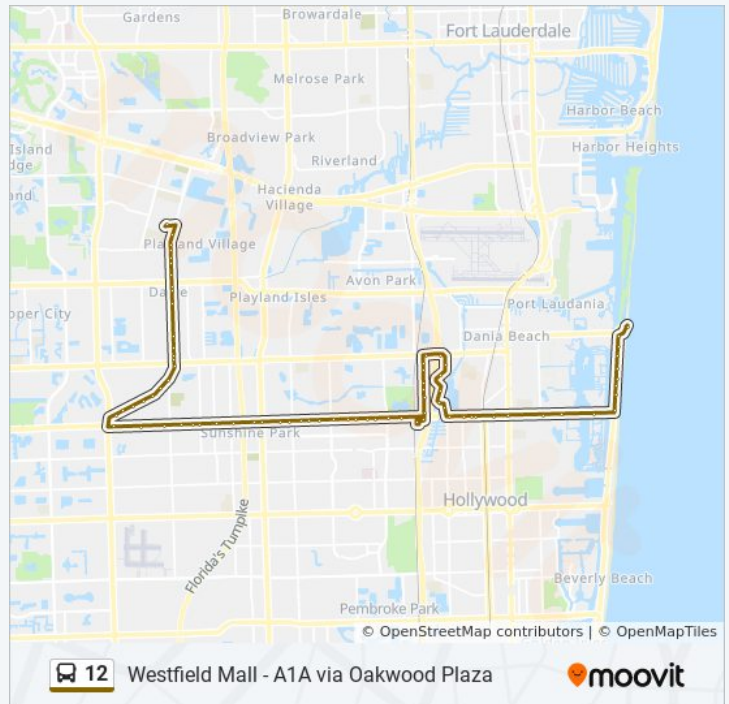 Gardens
Browardale
Fort Lauderdale
Melrose Park
Harbor Beach
Broadview Park
Harbor Heights
Island
dge
Riverland
and
Hacienda
Village
Playland Village
Davie
Avon Park
Playland Isles
Port Laudania
oper City
Dania Beach
Sunshine Park
Hollywood
Florida's Turnpike
Beverly Beach
Pembroke Park
© OpenStreetMap contributors | © OpenMapTiles
12 Westfield Mall - A1A via Oakwood Plaza
moovit